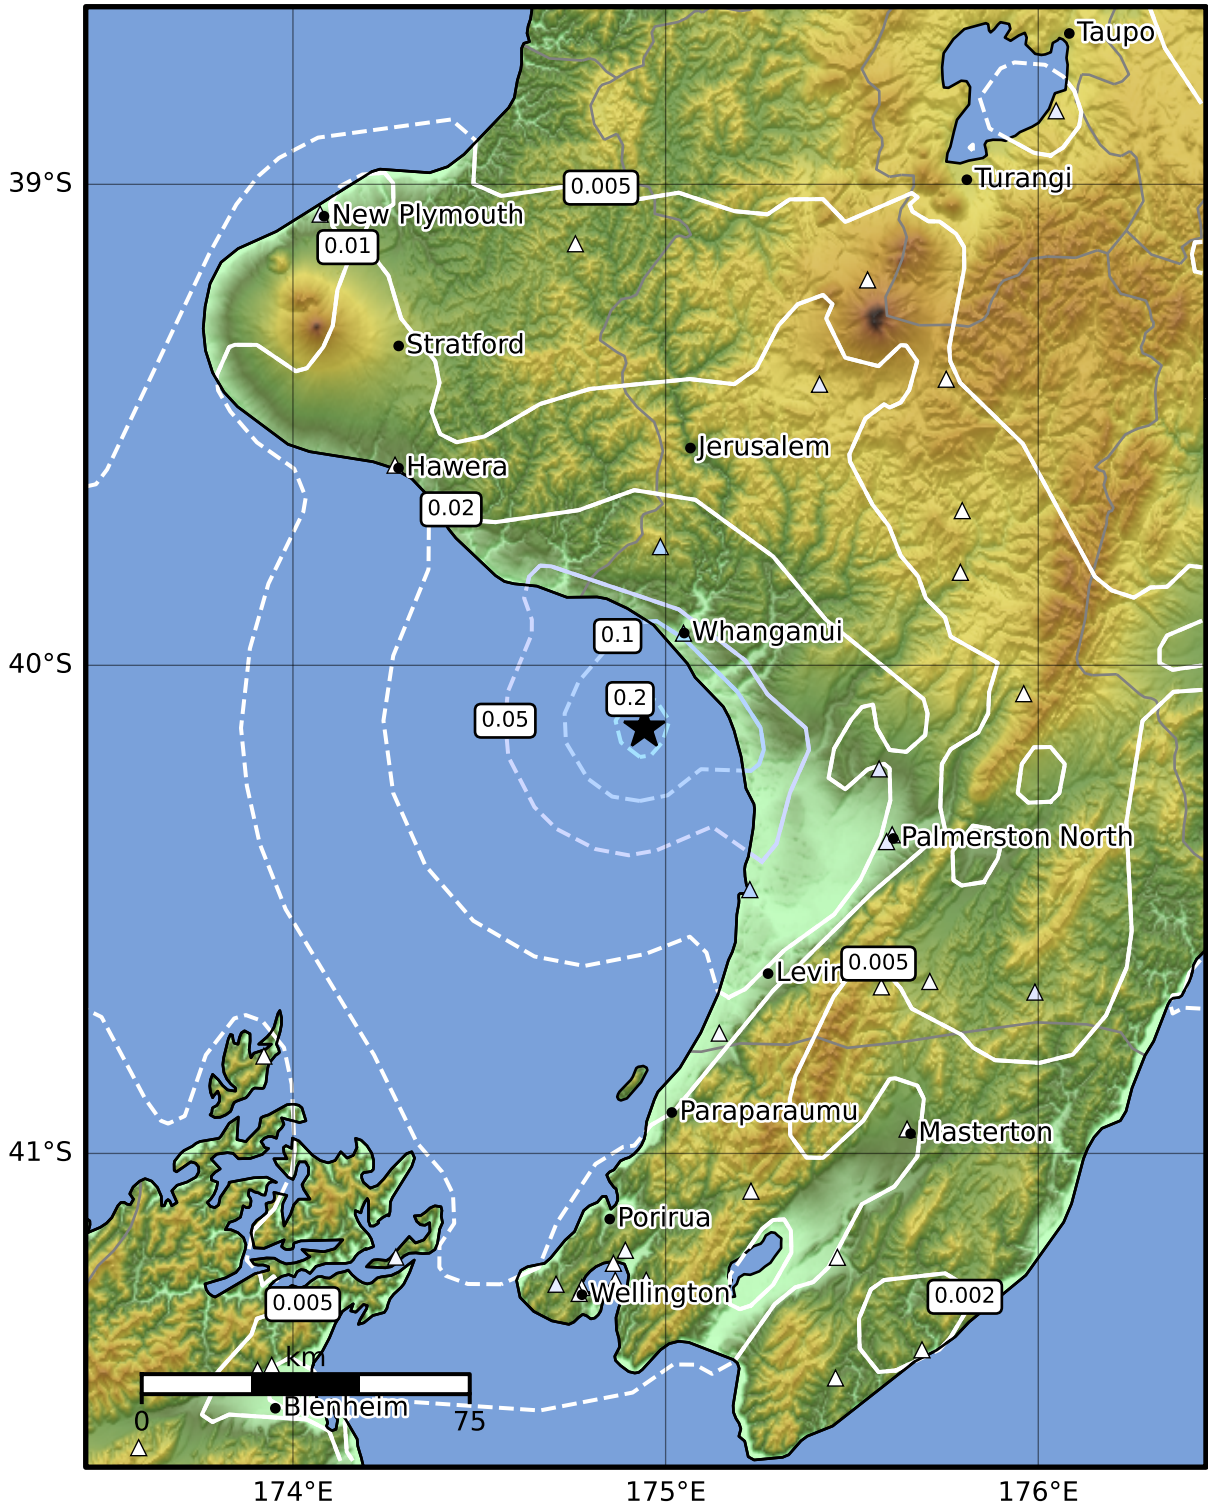 Taupo
39°S
0.005
Turangi
New Plymouth
0.01
Stratford
Jerusalem
Hawera
0.02
Whanganui
0.1
40°S
0.2
0.05
Palmerston North
0.005
Levin
Paraparaumu
Masterton
41°S
Porirua
Wellington
0.002
0.005
km
Blenheim
0 75
174°E 175°E 176°E